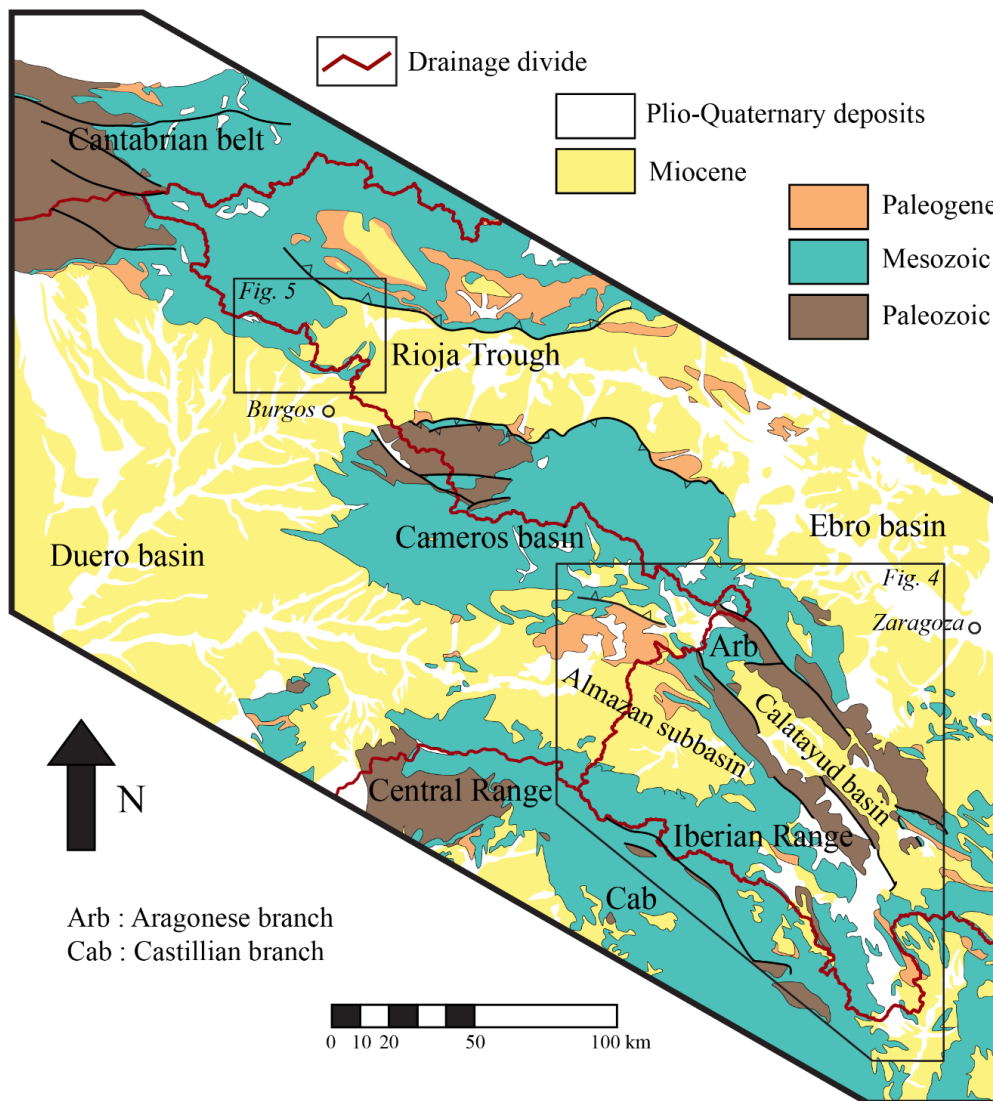 Drainage divide
Plio-Quaternary deposits
Miocene
Paleogene
Mesozoic
Paleozoic
Cantabrian belt
Fig. 5
Rioja Trough
Burgos
Duero basin
Cameros basin
Ebro basin
Fig. 4
Zaragoza
Arb
Almazan subbasin
Calatayud basin
Central Range
Iberian Range
Cab
N
Arb : Aragonese branch
Cab : Castillian branch
0 10 20 50 100 km